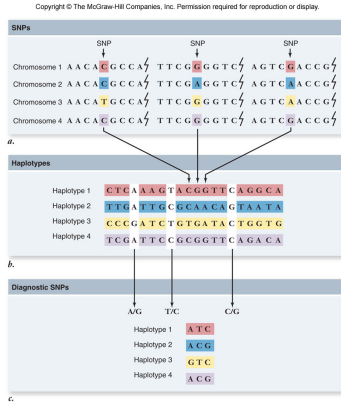 Copyright © The McGraw-Hill Companies, Inc. Permission required for reproduction or display.
SNPs
SNP SNP SNP
Chromosome 1 A A C A C G C C A T T C G G G G T C A G T C G A C C G
Chromosome 2 A A C A C G C C A T T C G A G G T C A G T C A A C C G
Chromosome 3 A A C A T G C C A T T C G G G G T C A G T C A A C C G
Chromosome 4 A A C A C G C C A T T C G G G G T C A G T C G A C C G
a.
Haplotypes
Haplotype 1 C T C A A A G T A C G G T T C A G G C A
Haplotype 2 T T G A T T G C G C A A C A G T A A T A
Haplotype 3 C C C G A T C T G T G A T A C T G G T G
Haplotype 4 T C G A T T C C G C G G T T C A G A C A
b.
Diagnostic SNPs
A/G T/C C/G
Haplotype 1 A T C
Haplotype 2 A C G
Haplotype 3 G T C
Haplotype 4 A C G
c.